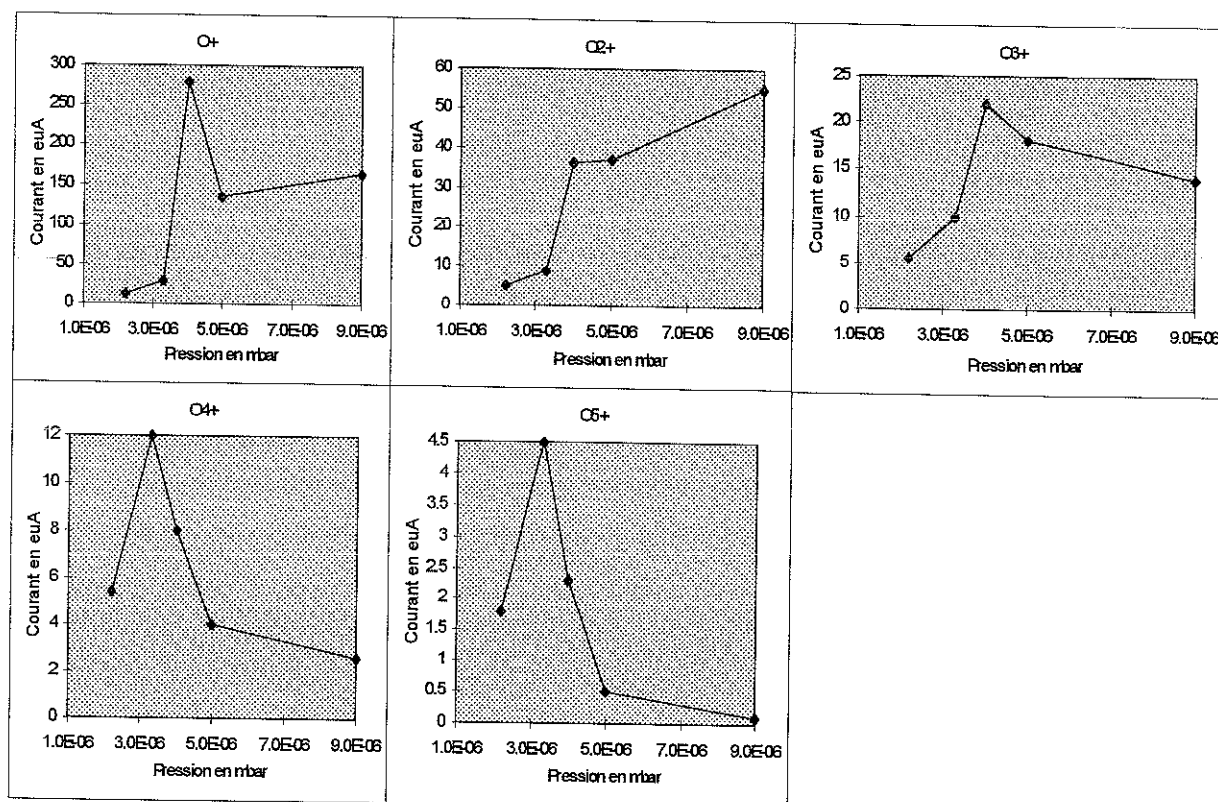 O+
300
250
200
150
100
50
0
Courant en euA
1.0E-06 3.0E-06 5.0E-06 7.0E-06 9.0E-06
Pression en mbar
O2+
60
50
40
30
20
10
0
Courant en euA
1.0E-06 3.0E-06 5.0E-06 7.0E-06 9.0E-06
Pression en mbar
O3+
25
20
15
10
5
0
Courant en euA
1.0E-06 3.0E-06 5.0E-06 7.0E-06 9.0E-06
Pression en mbar
O4+
12
10
8
6
4
2
0
Courant en euA
1.0E-06 3.0E-06 5.0E-06 7.0E-06 9.0E-06
Pression en mbar
O5+
4.5
4
3.5
3
2.5
2
1.5
1
0.5
0
Courant en euA
1.0E-06 3.0E-06 5.0E-06 7.0E-06 9.0E-06
Pression en mbar